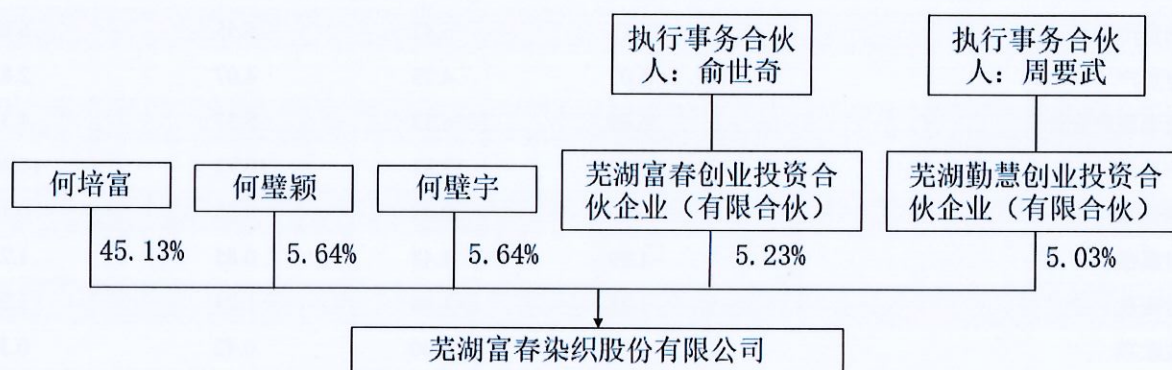 执行事务合伙
人：俞世奇
执行事务合伙
人：周要武
何培富
何璧颖
何璧宇
芜湖富春创业投资合
伙企业（有限合伙）
芜湖勤慧创业投资合
伙企业（有限合伙）
45.13%
5.64%
5.64%
5.23%
5.03%
芜湖富春染织股份有限公司